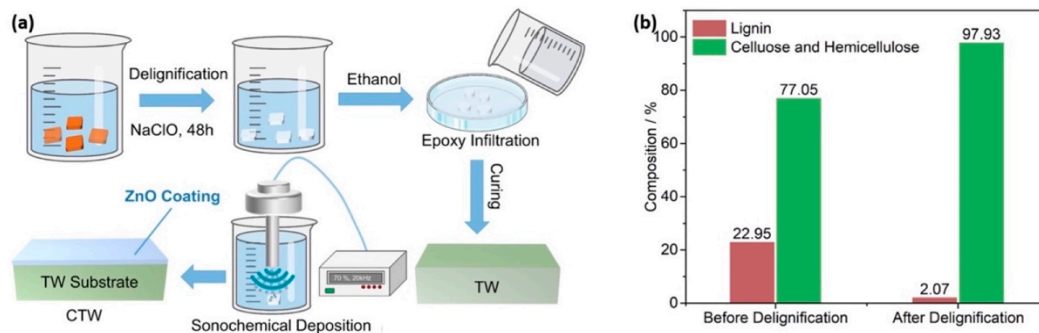 (a)
Delignification
NaClO, 48h
Ethanol
Epoxy Infiltration
Curing
TW
70 %, 20kHz
Sonochemical Deposition
ZnO Coating
TW Substrate
CTW
(b)
Lignin
Celluose and Hemicellulose
Composition / %
100
80
60
40
20
0
22.95
77.05
2.07
97.93
Before Delignification
After Delignification